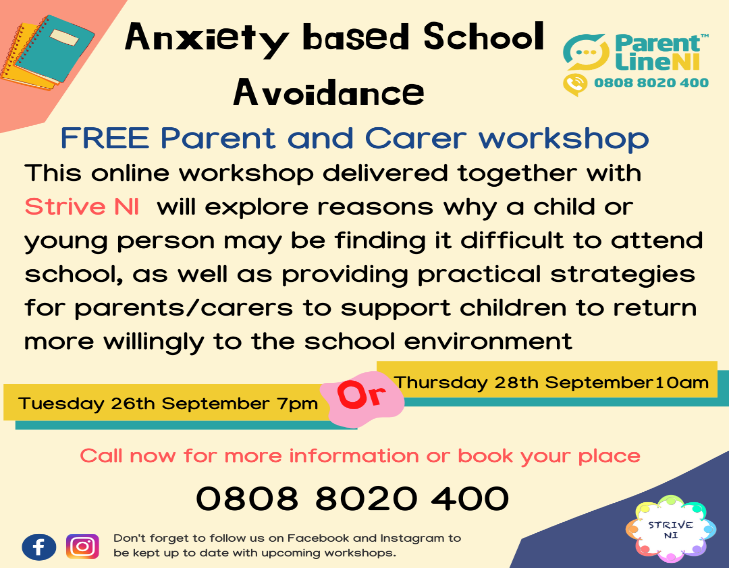 Anxiety based School
Avoidance
Parent™
LineNI
0808 8020 400
FREE Parent and Carer workshop
This online workshop delivered together with
Strive NI will explore reasons why a child or
young person may be finding it difficult to attend
school, as well as providing practical strategies
for parents/carers to support children to return
more willingly to the school environment
Tuesday 26th September 7pm
Or
Thursday 28th September10am
Call now for more information or book your place
0808 8020 400
Don't forget to follow us on Facebook and Instagram to
be kept up to date with upcoming workshops.
STRIVE
NI